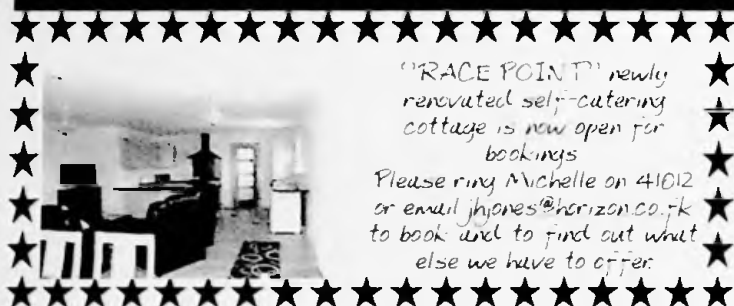 "RACE POINT" newly
renovated self-catering
cottage is now open for
bookings
Please ring Michelle on 41012
or email jhjones@horizon.co.fk
to book and to find out what
else we have to offer.